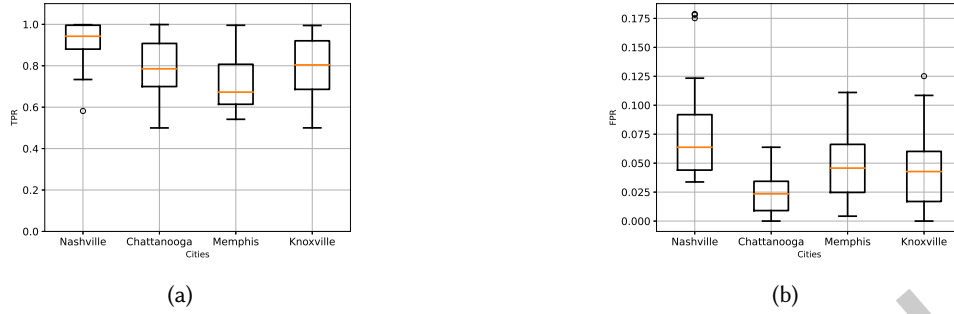 1.0
0.8
0.6
0.4
0.2
0.0
TPR
Nashville Chattanooga Memphis Knoxville
Cities
(a)
0.175
0.150
0.125
0.100
0.075
0.050
0.025
0.000
FPR
Nashville Chattanooga Memphis Knoxville
Cities
(b)